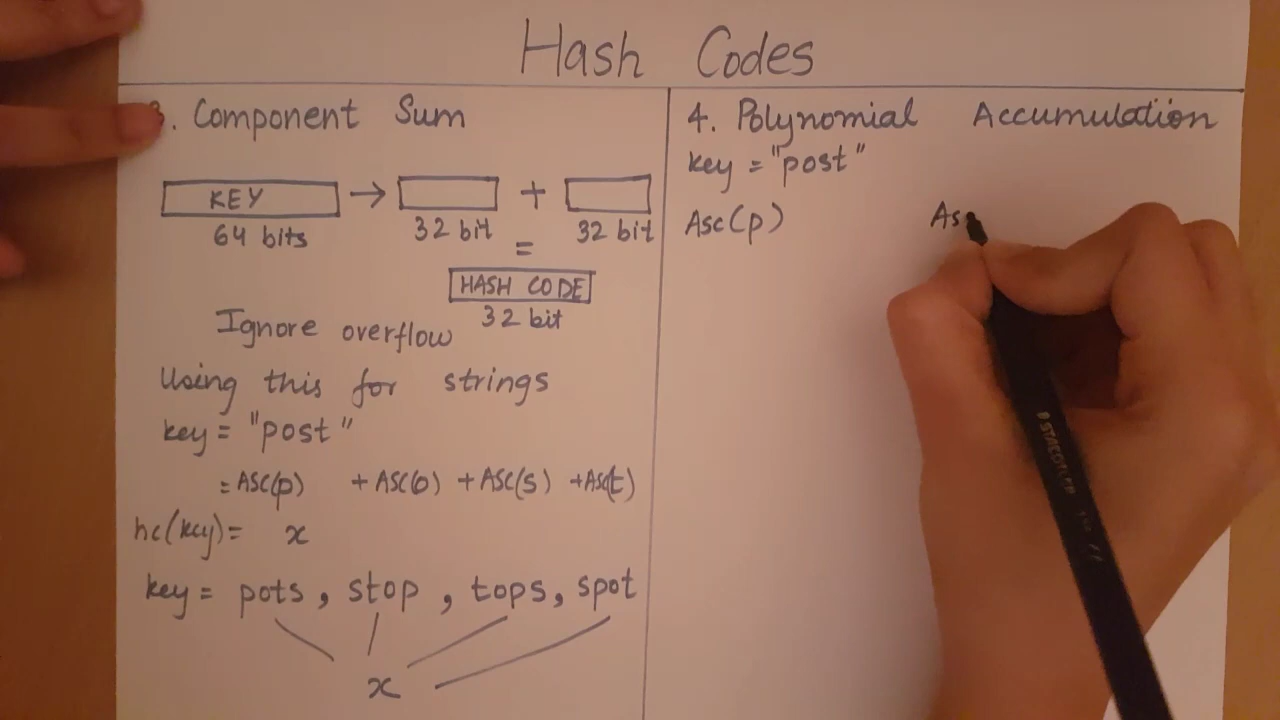 Hash Codes
3. Component Sum
KEY → +
64 bits 32 bit 32 bit
=
HASH CODE
32 bit
Ignore overflow
Using this for strings
key = "post"
= ASC(p) + ASC(o) + ASC(s) + Asc(t)
hc(key) = x
key = pots, stop, tops, spot
x
4. Polynomial Accumulation
key = "post"
Asc(p) As